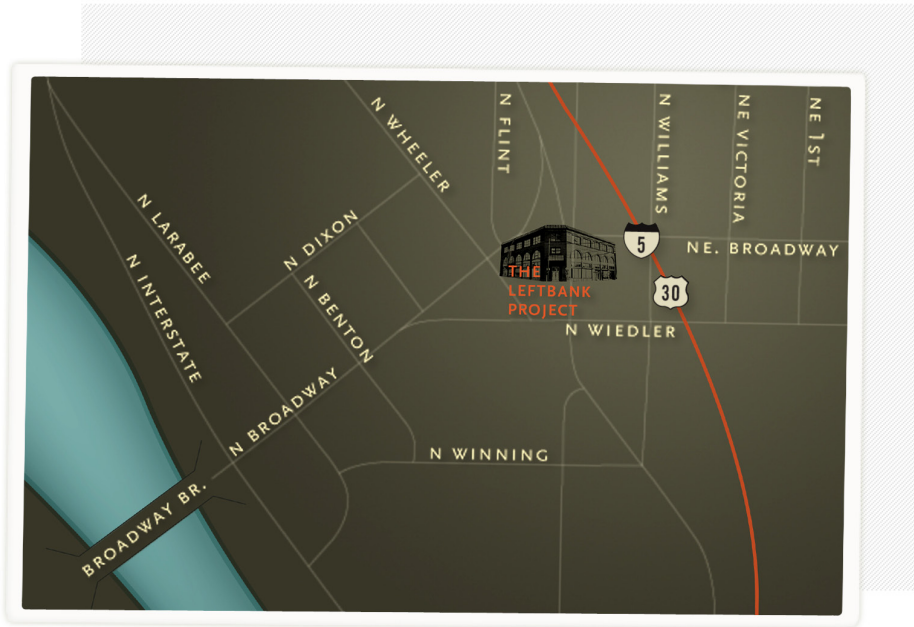 N WHEELER
N FLINT
N WILLIAMS
NE VICTORIA
NE 1ST
N LARABEE
N DIXON
N INTERSTATE
N BENTON
5
NE. BROADWAY
30
THE
LEFTBANK
PROJECT
N WIEDLER
N BROADWAY
N WINNING
BROADWAY BR.